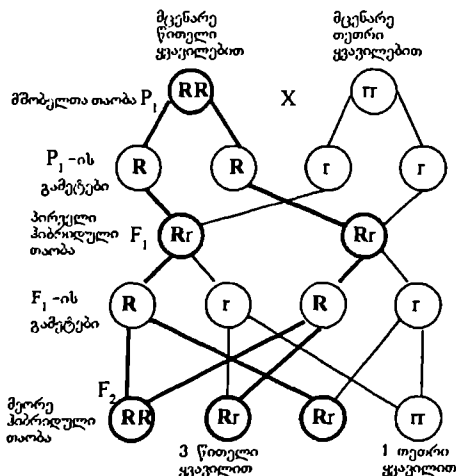 მცენარე
წითელი
ყვავილებით
მცენარე
თეთრი
ყვავილებით
მშობელთა თაობა P₁
RR
X
rr
P₁-ის
გამეტები
R
R
r
r
პირველი
ჰიბრიდული
თაობა
F₁
Rr
Rr
F₁-ის
გამეტები
R
r
R
r
მეორე
ჰიბრიდული
თაობა
F₂
RR
Rr
Rr
rr
3 წითელი
ყვავილით
1 თეთრი
ყვავილით